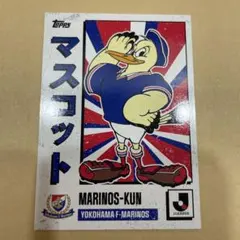 Topps
マスコット
MARINOS-KUN
YOKOHAMA F·MARINOS